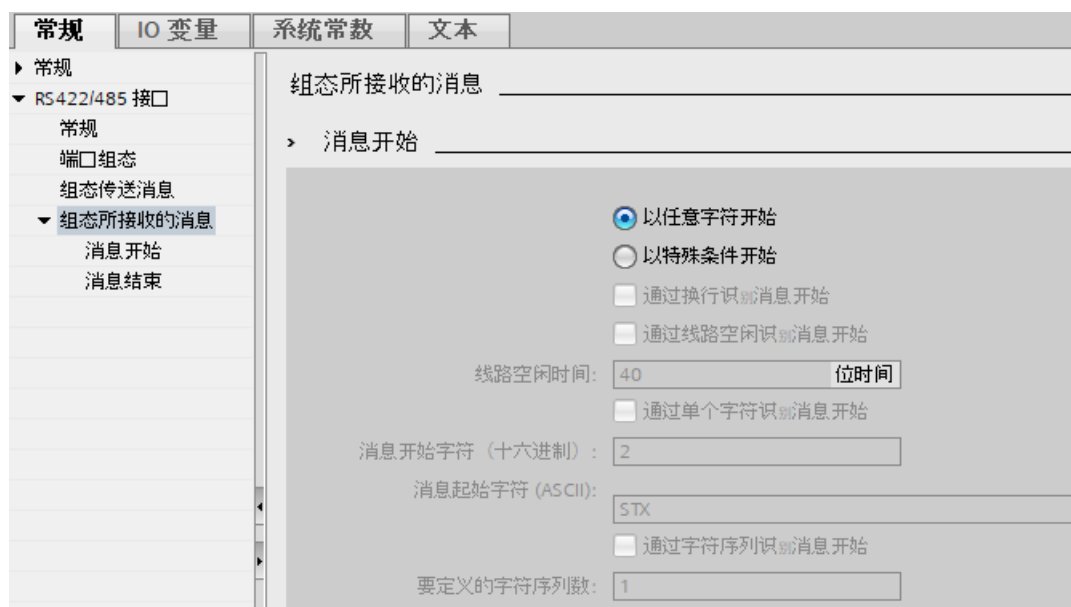 常规 IO 变量 系统常数 文本
常规
RS422/485 接口
常规
端口组态
组态传送消息
组态所接收的消息
消息开始
消息结束
组态所接收的消息
消息开始
以任意字符开始
以特殊条件开始
通过换行识别消息开始
通过线路空闲识别消息开始
线路空闲时间: 40 位时间
通过单个字符识别消息开始
消息开始字符（十六进制）: 2
消息起始字符 (ASCII):
STX
通过字符序列识别消息开始
要定义的字符序列数: 1